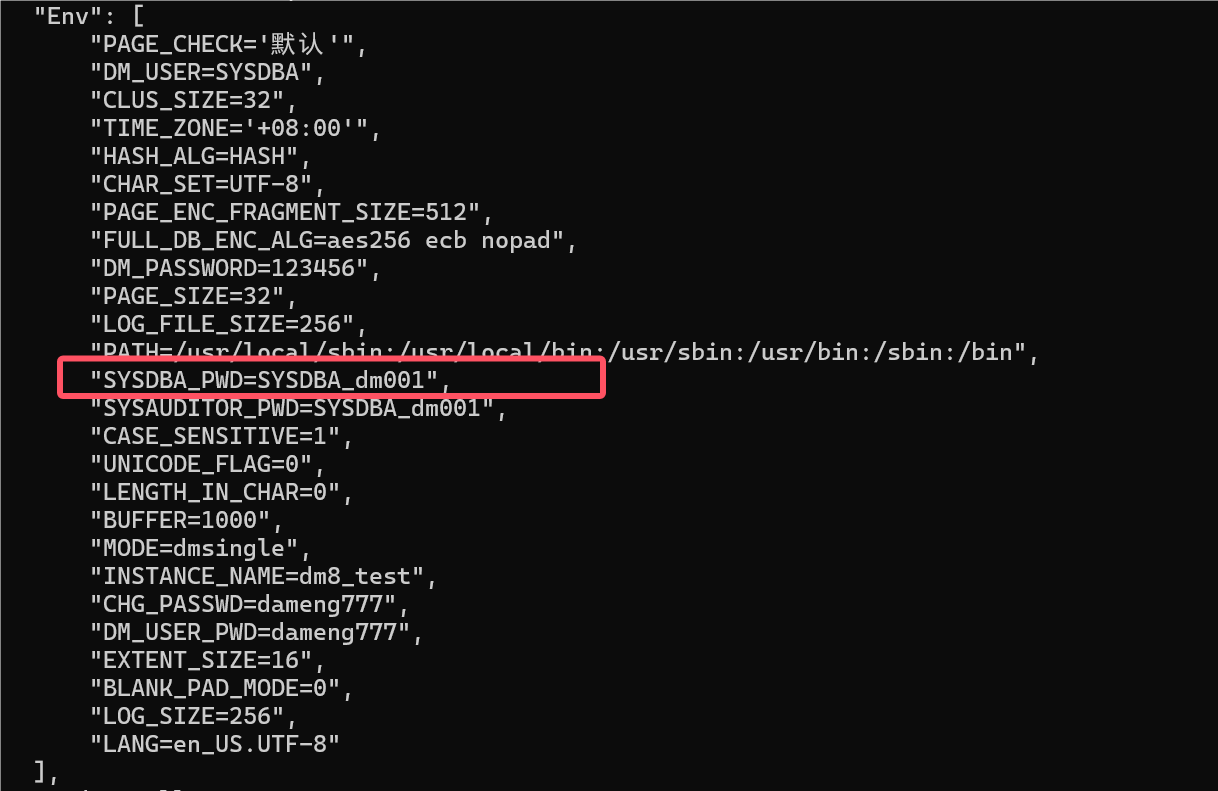 "Env": [
"PAGE_CHECK='默认'",
"DM_USER=SYSDBA",
"CLUS_SIZE=32",
"TIME_ZONE='+08:00'",
"HASH_ALG=HASH",
"CHAR_SET=UTF-8",
"PAGE_ENC_FRAGMENT_SIZE=512",
"FULL_DB_ENC_ALG=aes256 ecb nopad",
"DM_PASSWORD=123456",
"PAGE_SIZE=32",
"LOG_FILE_SIZE=256",
"PATH=/usr/local/sbin:/usr/local/bin:/usr/sbin:/usr/bin:/sbin:/bin",
"SYSDBA_PWD=SYSDBA_dm001",
"SYSAUDITOR_PWD=SYSDBA_dm001",
"CASE_SENSITIVE=1",
"UNICODE_FLAG=0",
"LENGTH_IN_CHAR=0",
"BUFFER=1000",
"MODE=dmsingle",
"INSTANCE_NAME=dm8_test",
"CHG_PASSWD=dameng777",
"DM_USER_PWD=dameng777",
"EXTENT_SIZE=16",
"BLANK_PAD_MODE=0",
"LOG_SIZE=256",
"LANG=en_US.UTF-8"
],